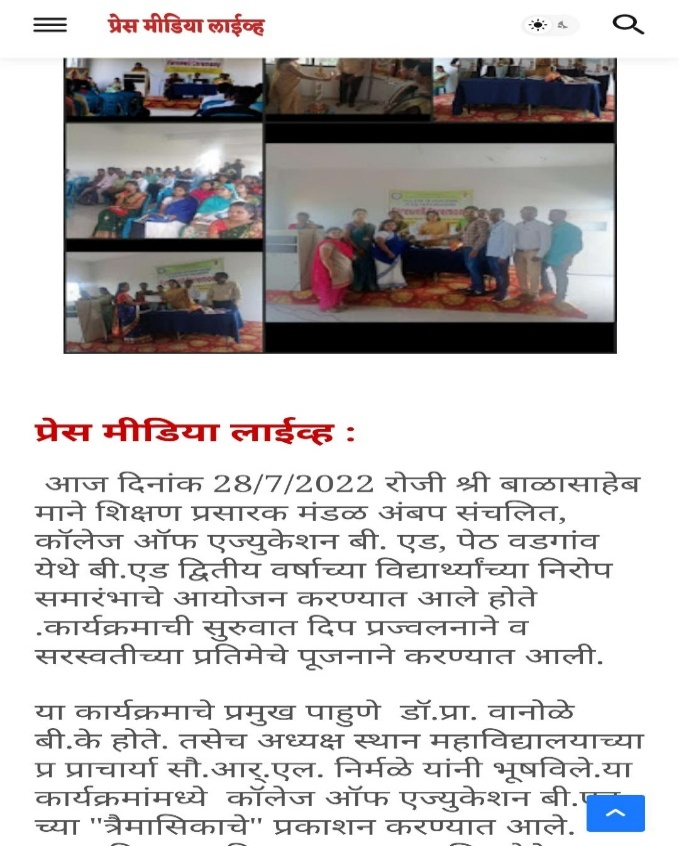 प्रेस मीडिया लाईव्ह
प्रेस मीडिया लाईव्ह :
आज दिनांक 28/7/2022 रोजी श्री बाळासाहेब
माने शिक्षण प्रसारक मंडळ अंबप संचलित,
कॉलेज ऑफ एज्युकेशन बी. एड, पेठ वडगांव
येथे बी.एड द्वितीय वर्षाच्या विद्यार्थ्यांच्या निरोप
समारंभाचे आयोजन करण्यात आले होते
.कार्यक्रमाची सुरुवात दिप प्रज्वलनाने व
सरस्वतीच्या प्रतिमेचे पूजनाने करण्यात आली.
या कार्यक्रमाचे प्रमुख पाहुणे डॉ.प्रा. वानोळे
बी.के होते. तसेच अध्यक्ष स्थान महाविद्यालयाच्या
प्र प्राचार्या सौ.आर्.एल. निर्मळे यांनी भूषविले.या
कार्यक्रमांमध्ये कॉलेज ऑफ एज्युकेशन
च्या "त्रैमासिकाचे" प्रकाशन करण्यात आले.